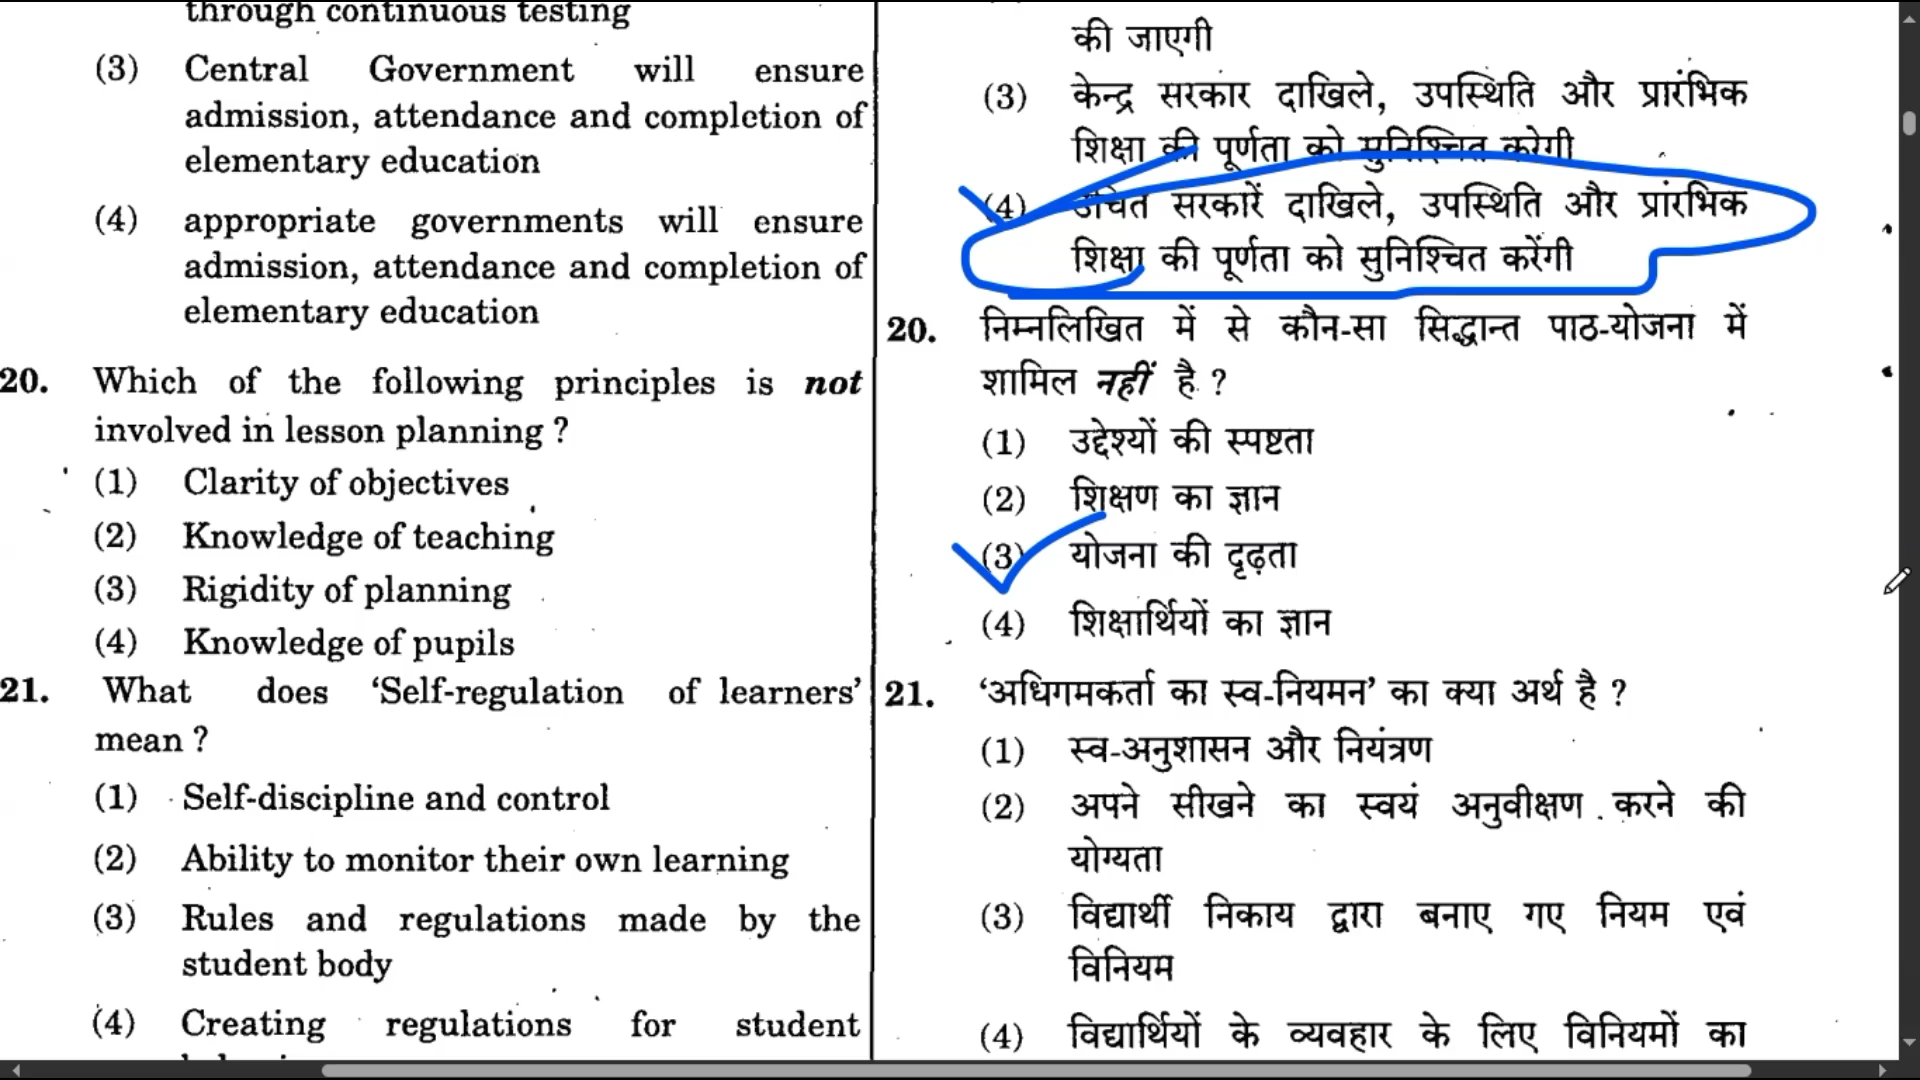 through continuous testing
(3) Central Government will ensure
admission, attendance and completion of
elementary education
(4) appropriate governments will ensure
admission, attendance and completion of
elementary education
20. Which of the following principles is not
involved in lesson planning ?
(1) Clarity of objectives
(2) Knowledge of teaching
(3) Rigidity of planning
(4) Knowledge of pupils
21. What does ‘Self-regulation of learners’
mean ?
(1) Self-discipline and control
(2) Ability to monitor their own learning
(3) Rules and regulations made by the
student body
(4) Creating regulations for student
की जाएगी
(3) केन्द्र सरकार दाखिले, उपस्थिति और प्रारंभिक
शिक्षा की पूर्णता को सुनिश्चित करेगी
(4) उचित सरकारें दाखिले, उपस्थिति और प्रारंभिक
शिक्षा की पूर्णता को सुनिश्चित करेंगी
20. निम्नलिखित में से कौन-सा सिद्धान्त पाठ-योजना में
शामिल नहीं है ?
(1) उद्देश्यों की स्पष्टता
(2) शिक्षण का ज्ञान
(3) योजना की दृढ़ता
(4) शिक्षार्थियों का ज्ञान
21. ‘अधिगमकर्ता का स्व-नियमन’ का क्या अर्थ है ?
(1) स्व-अनुशासन और नियंत्रण
(2) अपने सीखने का स्वयं अनुवीक्षण करने की
योग्यता
(3) विद्यार्थी निकाय द्वारा बनाए गए नियम एवं
विनियम
(4) विद्यार्थियों के व्यवहार के लिए विनियमों का